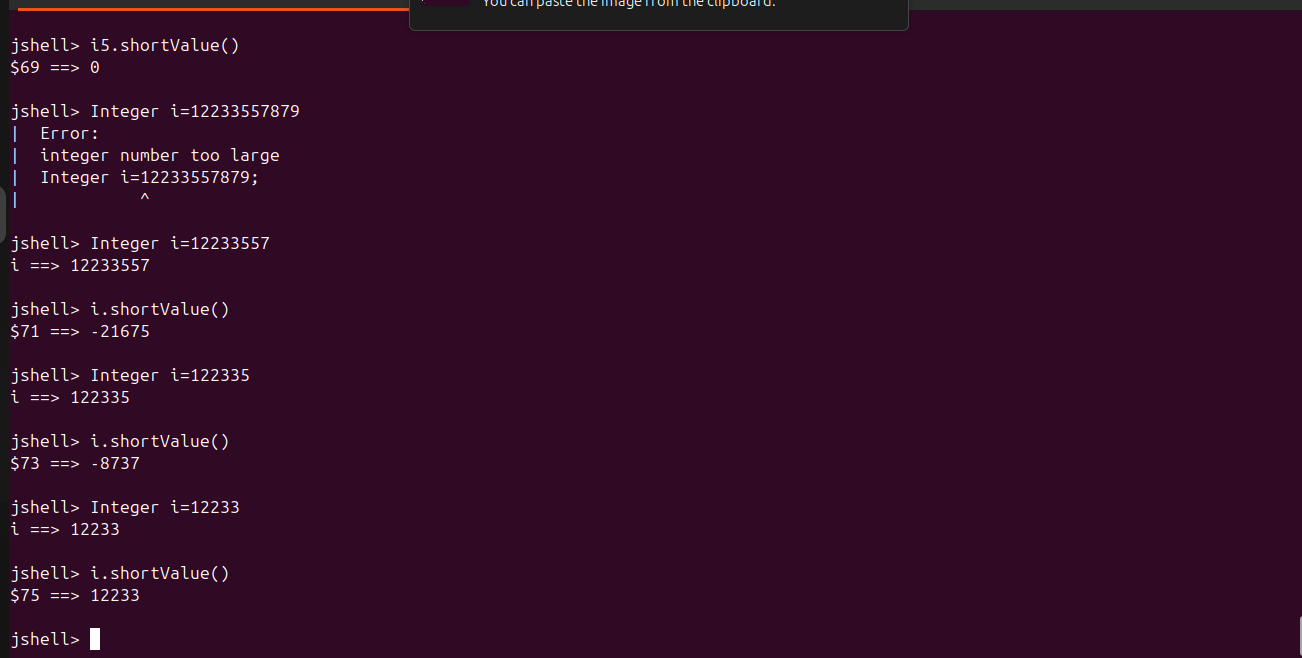 You can paste the image from the clipboard.
jshell> i5.shortValue()
$69 ==> 0
jshell> Integer i=12233557879
|  Error:
|  integer number too large
|  Integer i=12233557879;
|            ^
jshell> Integer i=12233557
i ==> 12233557
jshell> i.shortValue()
$71 ==> -21675
jshell> Integer i=122335
i ==> 122335
jshell> i.shortValue()
$73 ==> -8737
jshell> Integer i=12233
i ==> 12233
jshell> i.shortValue()
$75 ==> 12233
jshell>